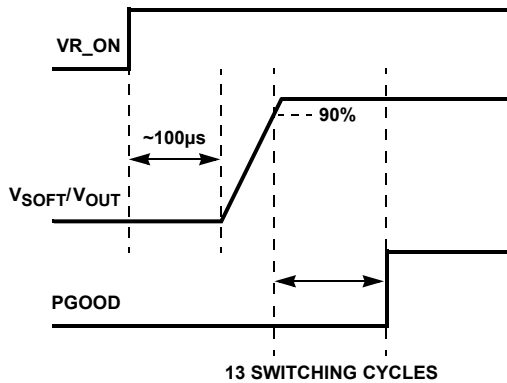 VR_ON
90%
~100µs
VSOFT/VOUT
PGOOD
13 SWITCHING CYCLES